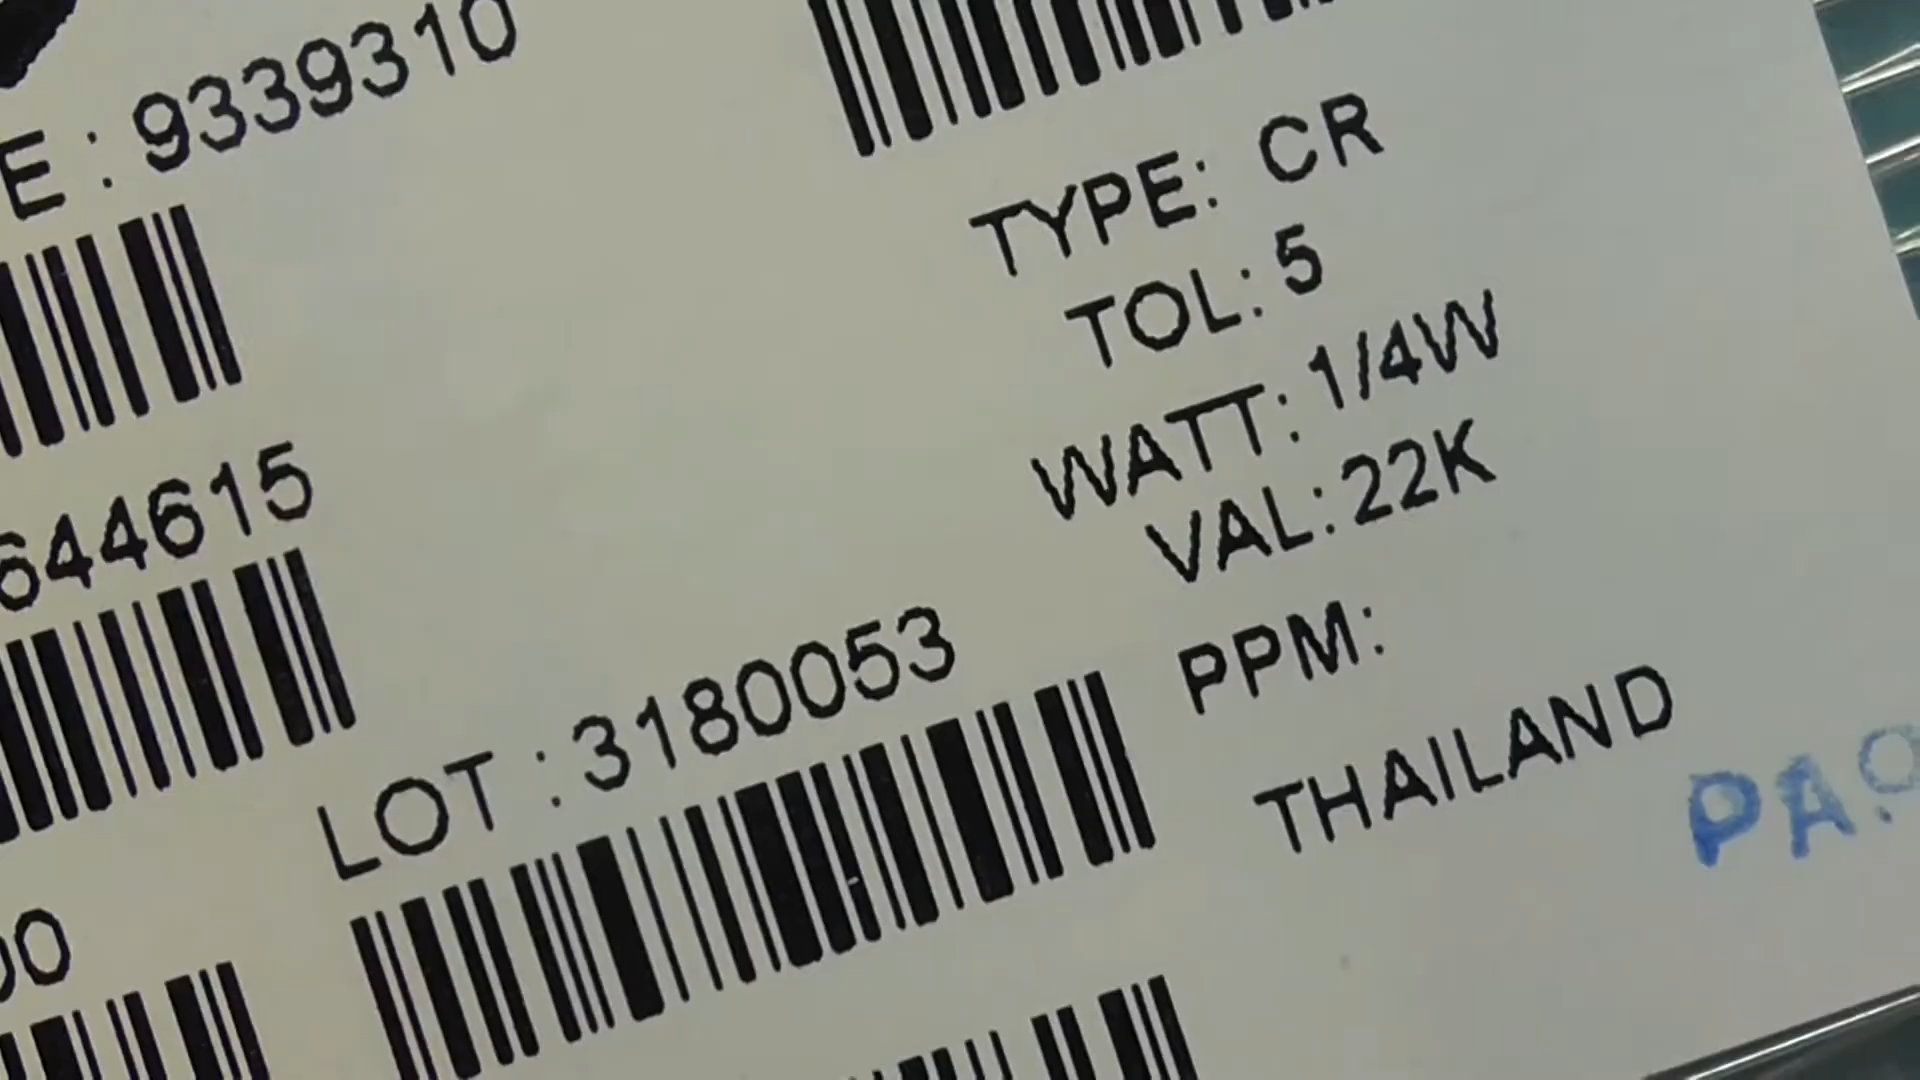 E : 9339310
TYPE: CR
TOL: 5
WATT: 1/4W
VAL: 22K
644615
PPM:
LOT : 3180053
THAILAND
00